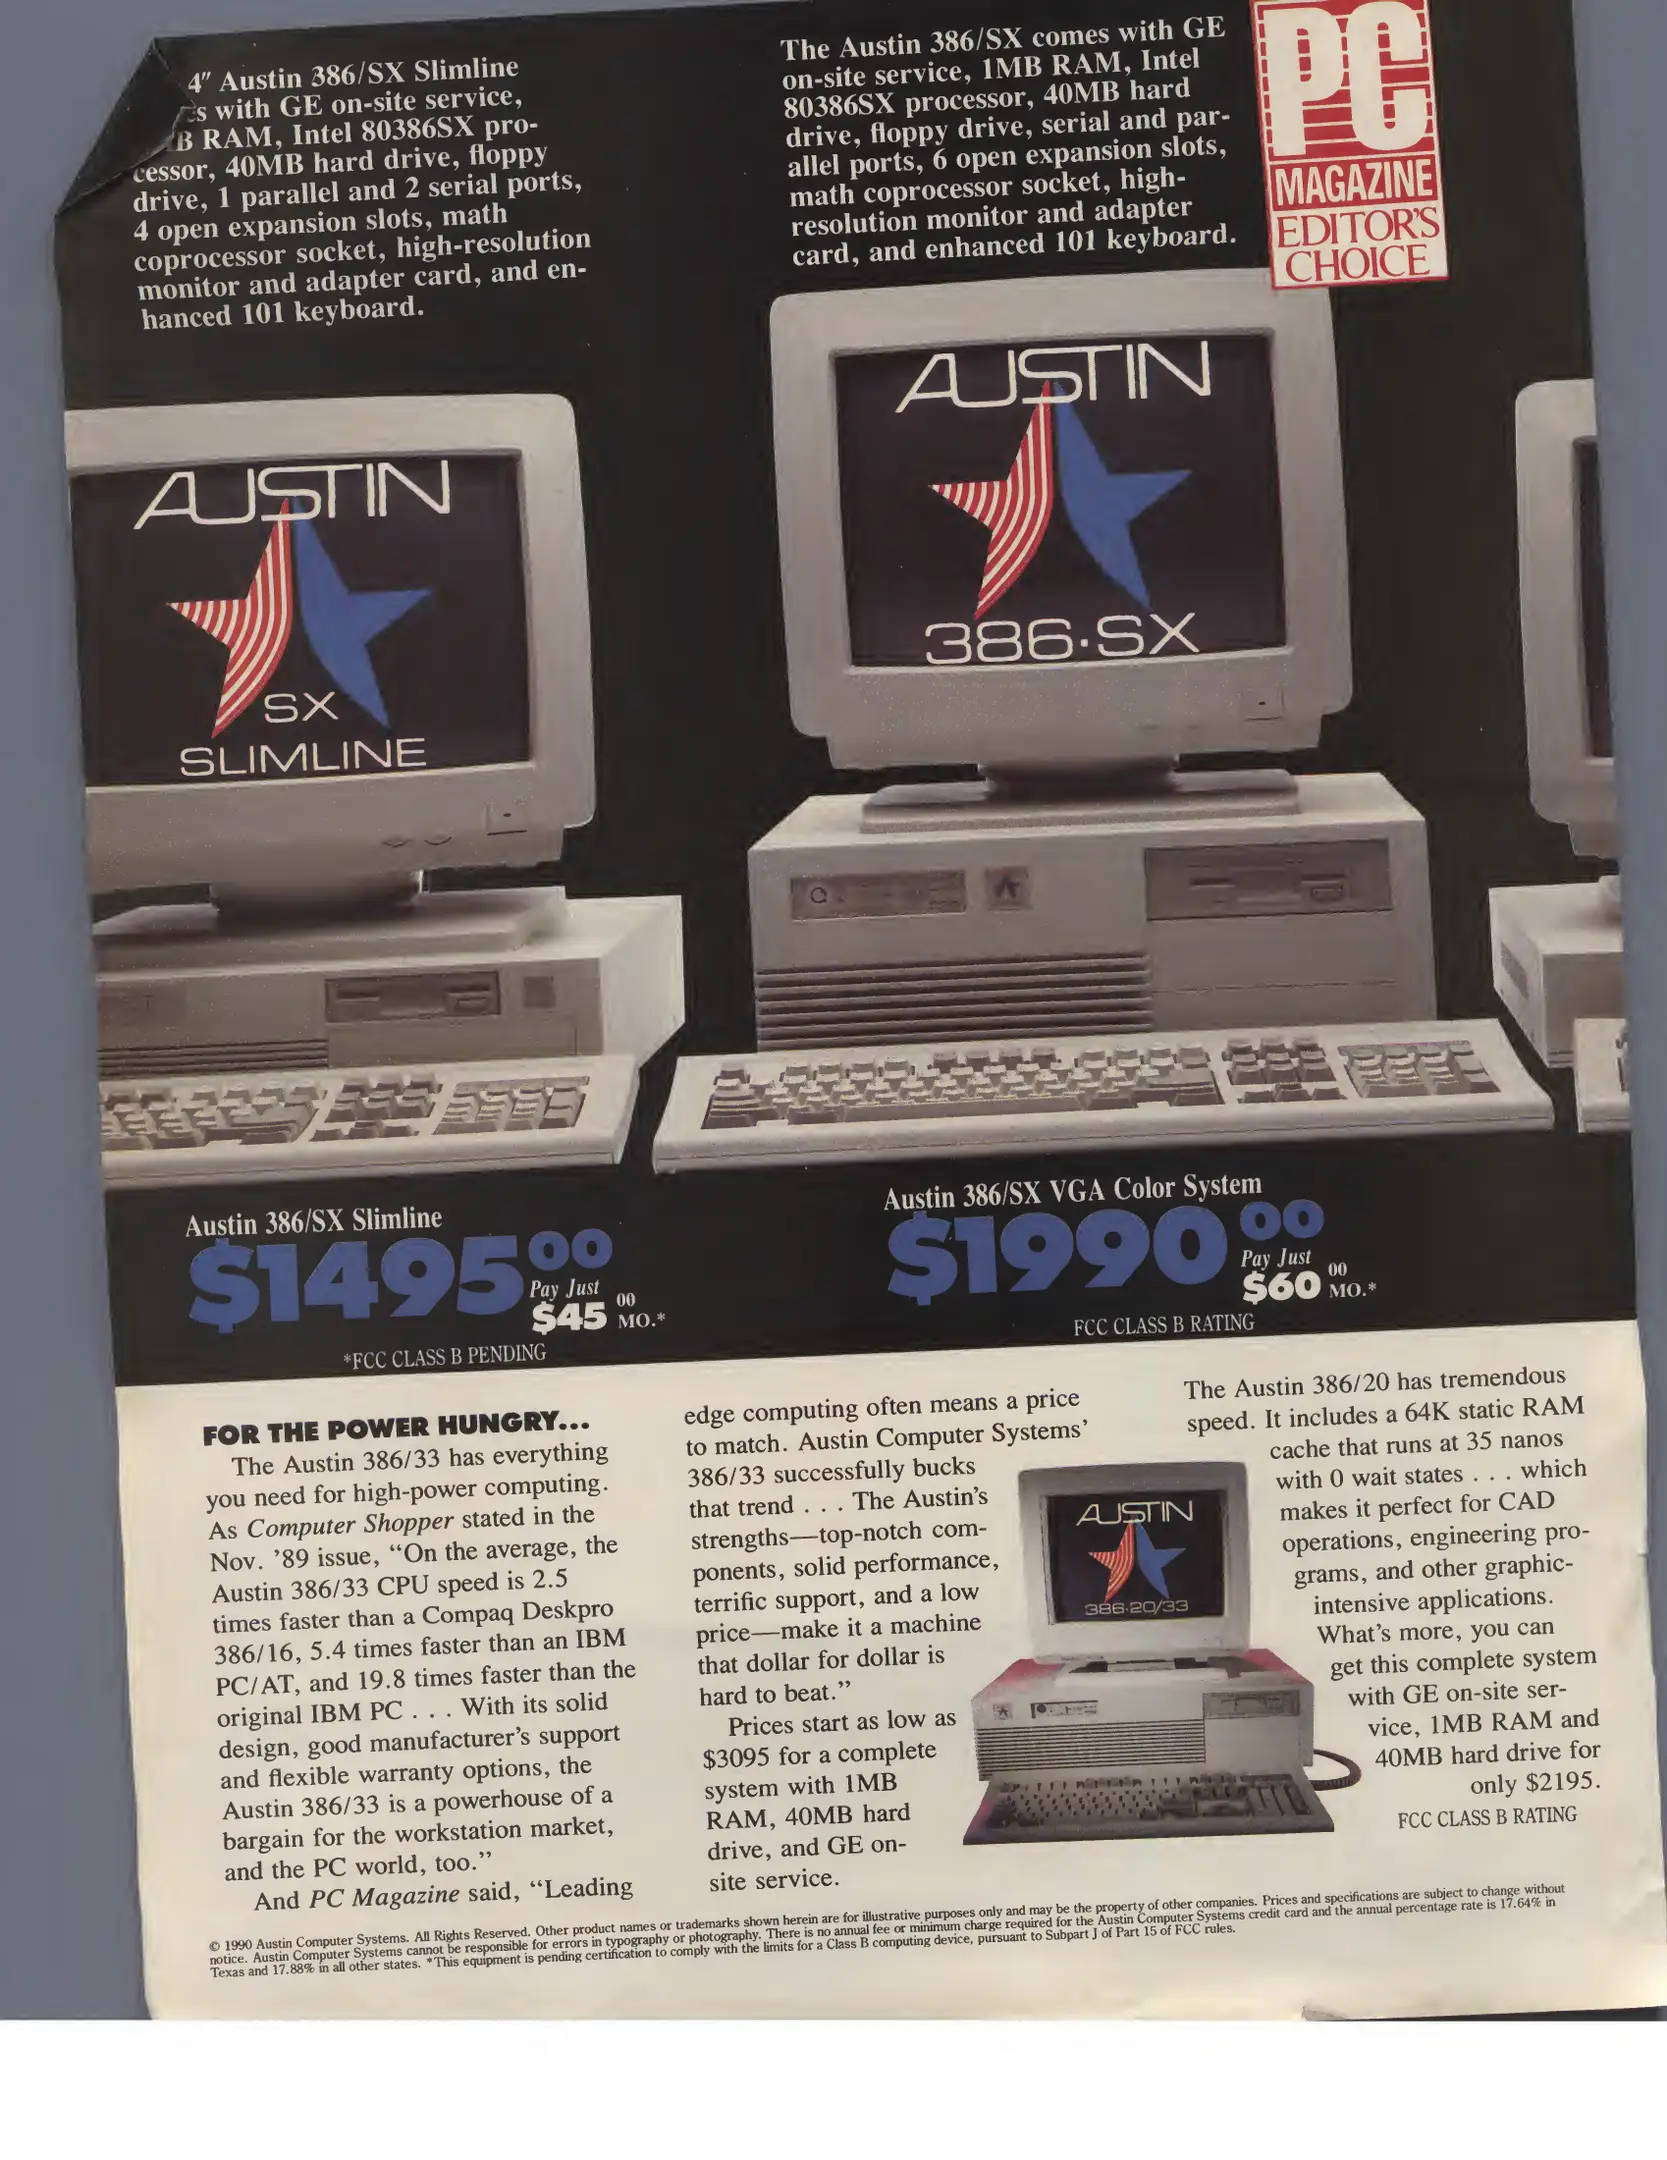 4" Austin 386/SX Slimline
with GE on-site service,
RAM, Intel 80386SX pro-
cessor, 40MB hard drive, floppy
drive, 1 parallel and 2 serial ports,
4 open expansion slots, math
coprocessor socket, high-resolution
monitor and adapter card, and en-
hanced 101 keyboard.
The Austin 386/SX comes with GE
on-site service, 1MB RAM, Intel
80386SX processor, 40MB hard
drive, floppy drive, serial and par-
allel ports, 6 open expansion slots,
math coprocessor socket, high-
resolution monitor and adapter
card, and enhanced 101 keyboard.
PC
MAGAZINE
EDITOR'S
CHOICE
AUSTIN
SX
SLIMLINE
AUSTIN
386·SX
Austin 386/SX Slimline
$1495 00
Pay Just
$45 00 MO.*
*FCC CLASS B PENDING
Austin 386/SX VGA Color System
$1990 00
Pay Just
$60 00 MO.*
FCC CLASS B RATING
FOR THE POWER HUNGRY...
The Austin 386/33 has everything
you need for high-power computing.
As Computer Shopper stated in the
Nov. '89 issue, “On the average, the
Austin 386/33 CPU speed is 2.5
times faster than a Compaq Deskpro
386/16, 5.4 times faster than an IBM
PC/AT, and 19.8 times faster than the
original IBM PC . . . With its solid
design, good manufacturer's support
and flexible warranty options, the
Austin 386/33 is a powerhouse of a
bargain for the workstation market,
and the PC world, too.”
And PC Magazine said, “Leading
edge computing often means a price
to match. Austin Computer Systems'
386/33 successfully bucks
that trend . . . The Austin's
strengths—top-notch com-
ponents, solid performance,
terrific support, and a low
price—make it a machine
that dollar for dollar is
hard to beat.”
Prices start as low as
$3095 for a complete
system with 1MB
RAM, 40MB hard
drive, and GE on-
site service.
AUSTIN
386·20/33
The Austin 386/20 has tremendous
speed. It includes a 64K static RAM
cache that runs at 35 nanos
with 0 wait states . . . which
makes it perfect for CAD
operations, engineering pro-
grams, and other graphic-
intensive applications.
What's more, you can
get this complete system
with GE on-site ser-
vice, 1MB RAM and
40MB hard drive for
only $2195.
FCC CLASS B RATING
© 1990 Austin Computer Systems. All Rights Reserved. Other product names or trademarks shown herein are for illustrative purposes only and may be the property of other companies. Prices and specifications are subject to change without
notice. Austin Computer Systems cannot be responsible for errors in typography or photography. There is no annual fee or minimum charge required for the Austin Computer Systems credit card and the annual percentage rate is 17.64% in
Texas and 17.88% in all other states. *This equipment is pending certification to comply with the limits for a Class B computing device, pursuant to Subpart J of Part 15 of FCC rules.